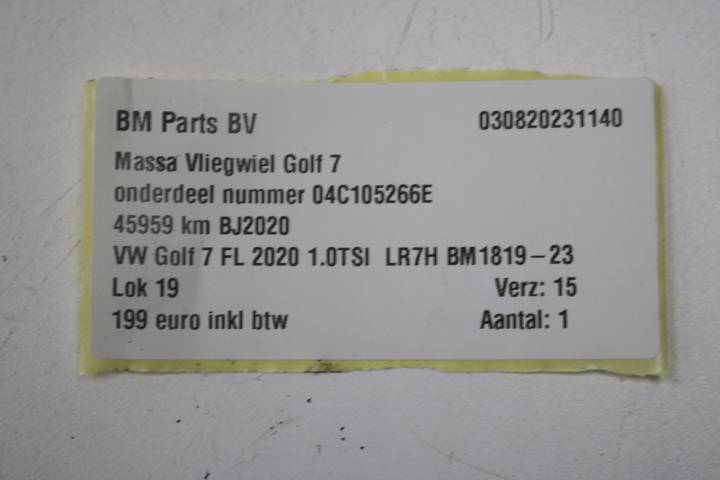 BM Parts BV 030820231140
Massa Vliegwiel Golf 7
onderdeel nummer 04C105266E
45959 km BJ2020
VW Golf 7 FL 2020 1.0TSI LR7H BM1819-23
Lok 19 Verz: 15
199 euro inkl btw Aantal: 1